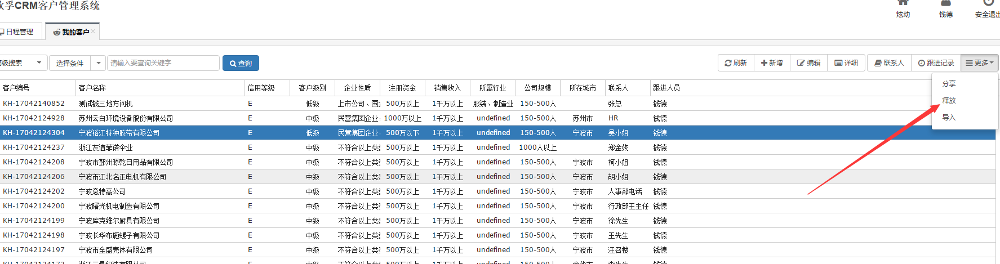 孚CRM客户管理系统
炫动 钱德 安全退出
日程管理 我的客户
级搜索 选择条件 请输入要查询关键字 查询 刷新 新增 编辑 详细 联系人 跟进记录 更多
分享
释放
导入
客户编号 客户名称 信用等级 客户级别 企业性质 注册资金 销售收入 所属行业 公司规模 所在城市 联系人 跟进人员
KH-17042140852 测试钱三地方问机 E 低级 上市公司、国企 500万以上 1千万以上 服装、制造业 150-500人 张总 钱德
KH-17042124928 苏州云白环境设备股份有限公司 E 中级 民营集团企业, 1000万以上 1千万以上 undefined 150-500人 苏州市 HR 钱德
KH-17042124304 宁波裕江特种胶带有限公司 E 低级 民营集团企业, 500万以下 1千万以上 undefined 150-500人 宁波市 吴小姐 钱德
KH-17042124237 浙江友谊菲诺伞业 E 中级 不符合以上类型 500万以上 1千万以上 undefined 1000人以上 郑金姣 钱德
KH-17042124208 宁波市鄞州源乾日用品有限公司 E 中级 不符合以上类型 500万以上 1千万以上 undefined 150-500人 宁波市 柯小姐 钱德
KH-17042124206 宁波市江北名正电机有限公司 E 中级 不符合以上类型 500万以上 1千万以上 undefined 150-500人 宁波市 胡小姐 钱德
KH-17042124202 宁波意特高公司 E 中级 不符合以上类型 500万以上 1千万以上 undefined 150-500人 宁波市 人事部电话 钱德
KH-17042124200 宁波曙光机电制造有限公司 E 中级 不符合以上类型 500万以上 1千万以上 undefined 150-500人 宁波市 行政部王主任 钱德
KH-17042124199 宁波库克维尔厨具有限公司 E 中级 不符合以上类型 500万以上 1千万以上 undefined 150-500人 宁波市 徐先生 钱德
KH-17042124198 宁波长华布施螺子有限公司 E 中级 不符合以上类型 500万以上 1千万以上 undefined 150-500人 宁波市 王先生 钱德
KH-17042124197 宁波市全盛壳体有限公司 E 中级 不符合以上类型 500万以上 1千万以上 undefined 150-500人 宁波市 汪召楼 钱德